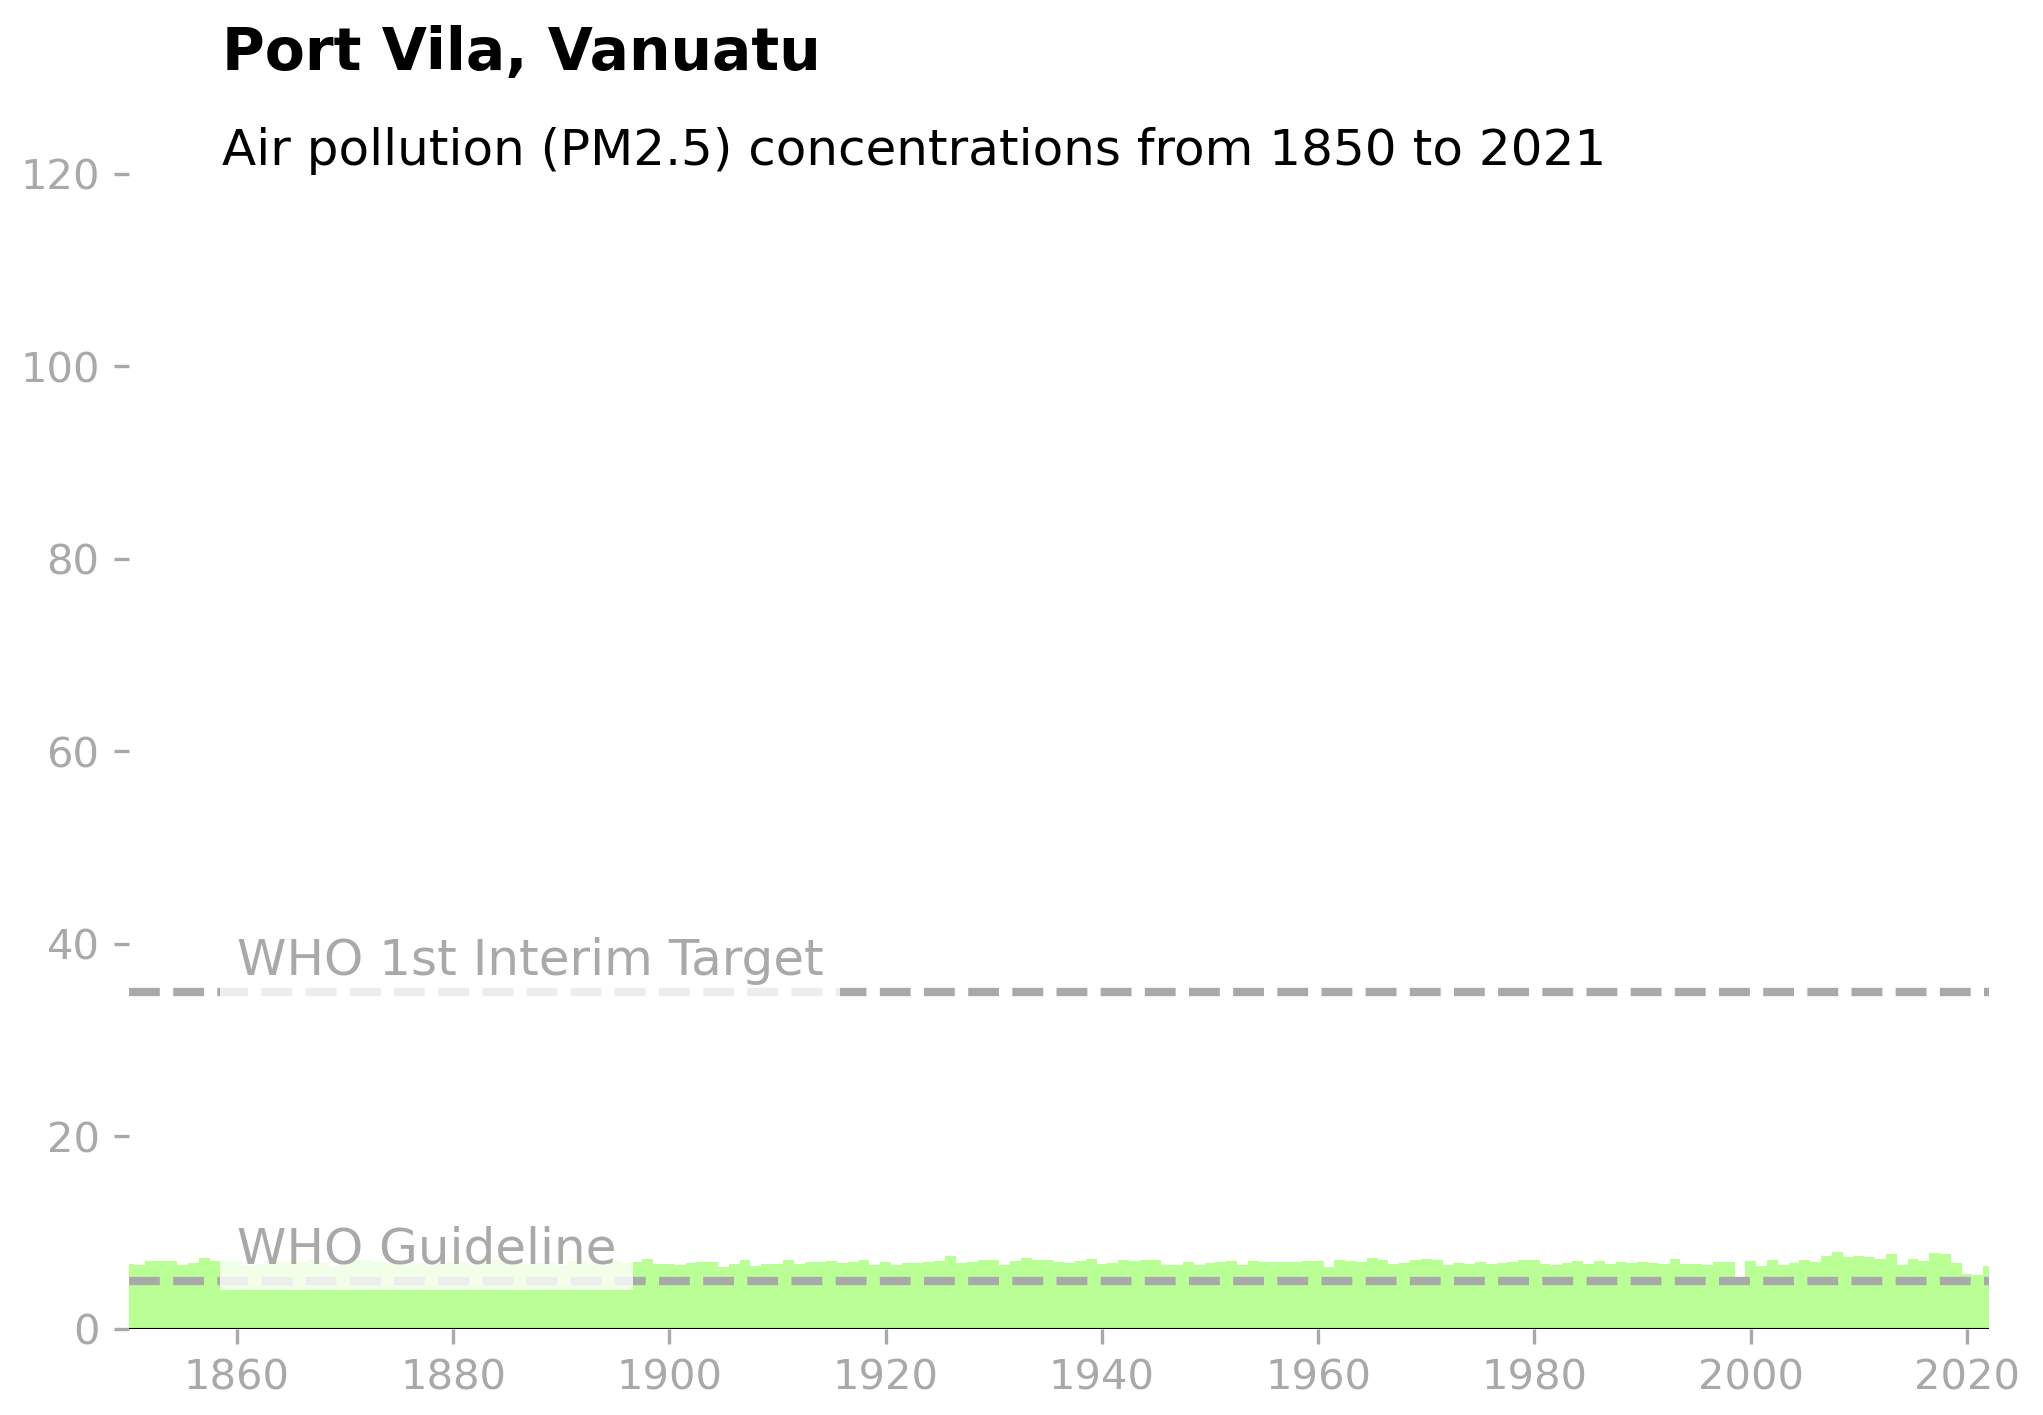 Port Vila, Vanuatu
Air pollution (PM2.5) concentrations from 1850 to 2021
120
100
80
60
40
WHO 1st Interim Target
20
WHO Guideline
0
1860 1880 1900 1920 1940 1960 1980 2000 2020